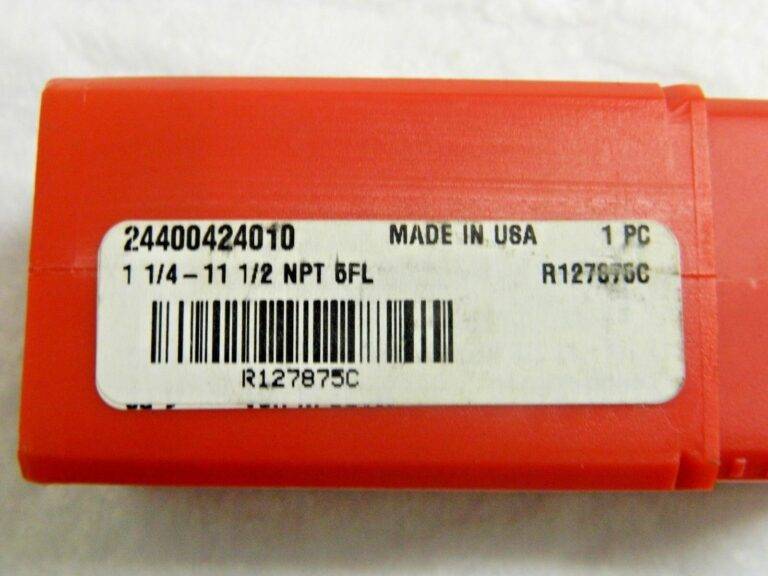 24400424010 MADE IN USA 1 PC
1 1/4-11 1/2 NPT 5FL R127875C
R127875C